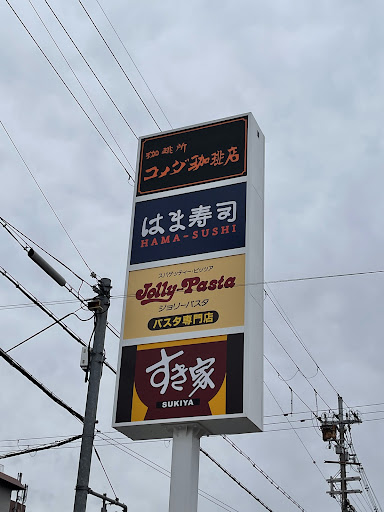 珈琲所
コメダ珈琲店
はま寿司
HAMA-SUSHI
スパゲッティー・ピッツァ
Jolly-Pasta
ジョリーパスタ
パスタ専門店
すき家
SUKIYA